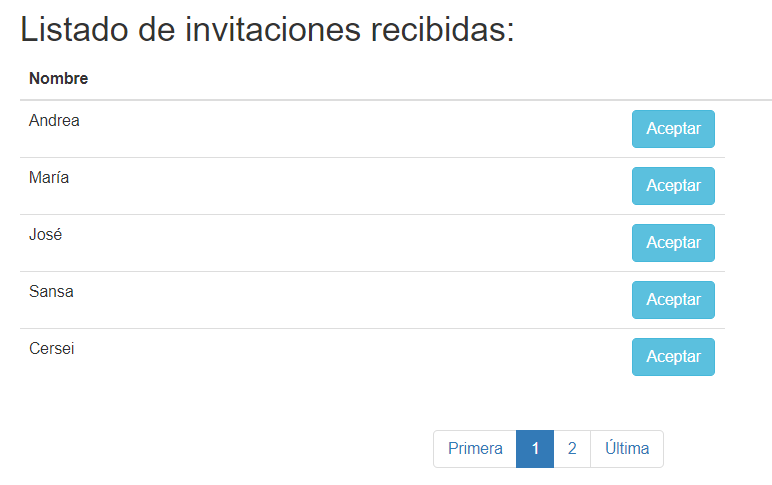 Listado de invitaciones recibidas:
Nombre
Andrea Aceptar
María Aceptar
José Aceptar
Sansa Aceptar
Cersei Aceptar
Primera 1 2 Última